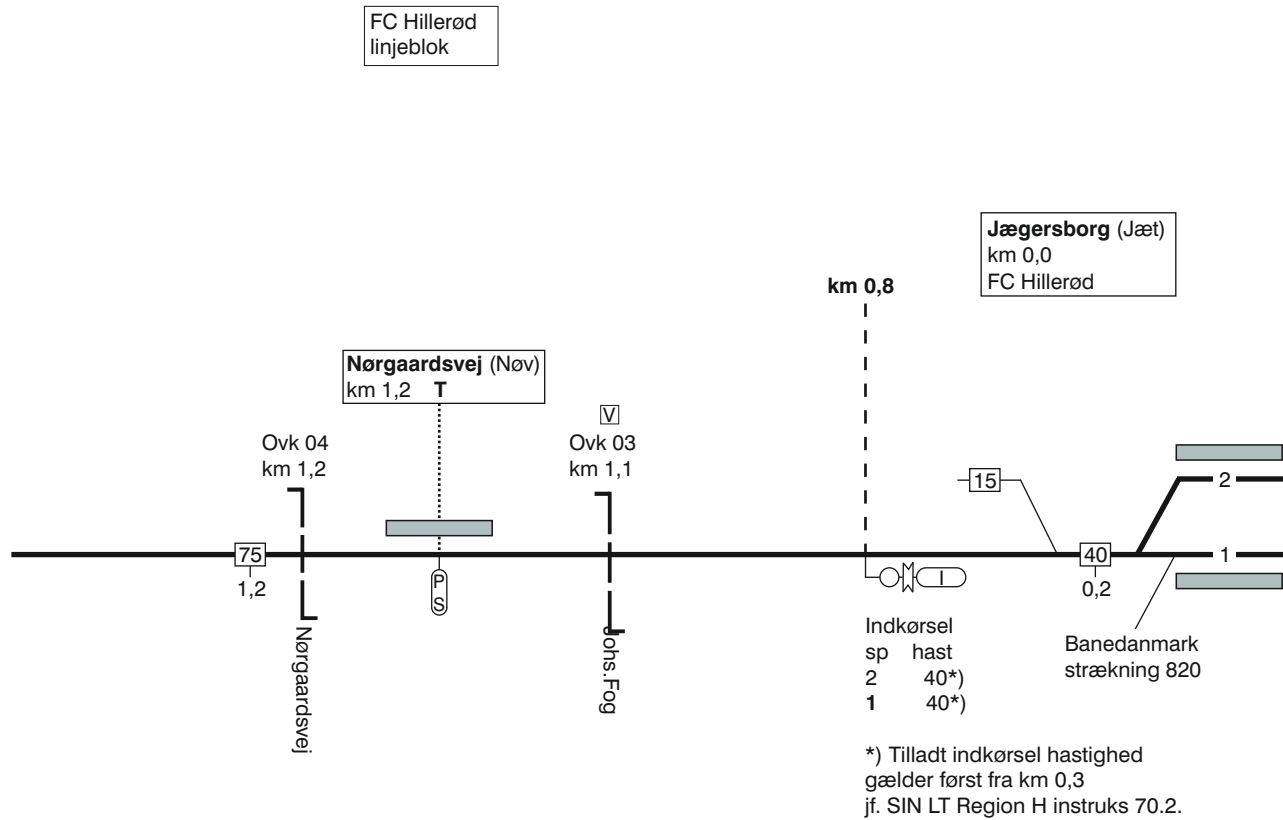 FC Hillerød
linjeblok
Jægersborg (Jæt)
km 0,0
FC Hillerød
km 0,8
Nørgaardsvej (Nøv)
km 1,2 T
V
Ovk 04
km 1,2
Ovk 03
km 1,1
15
2
75
40
1
1,2
P
S
I
0,2
Nørgaardsvej
Johs.Fog
Indkørsel
sp hast
2 40*)
1 40*)
Banedanmark
strækning 820
*) Tilladt indkørsel hastighed
gælder først fra km 0,3
jf. SIN LT Region H instruks 70.2.